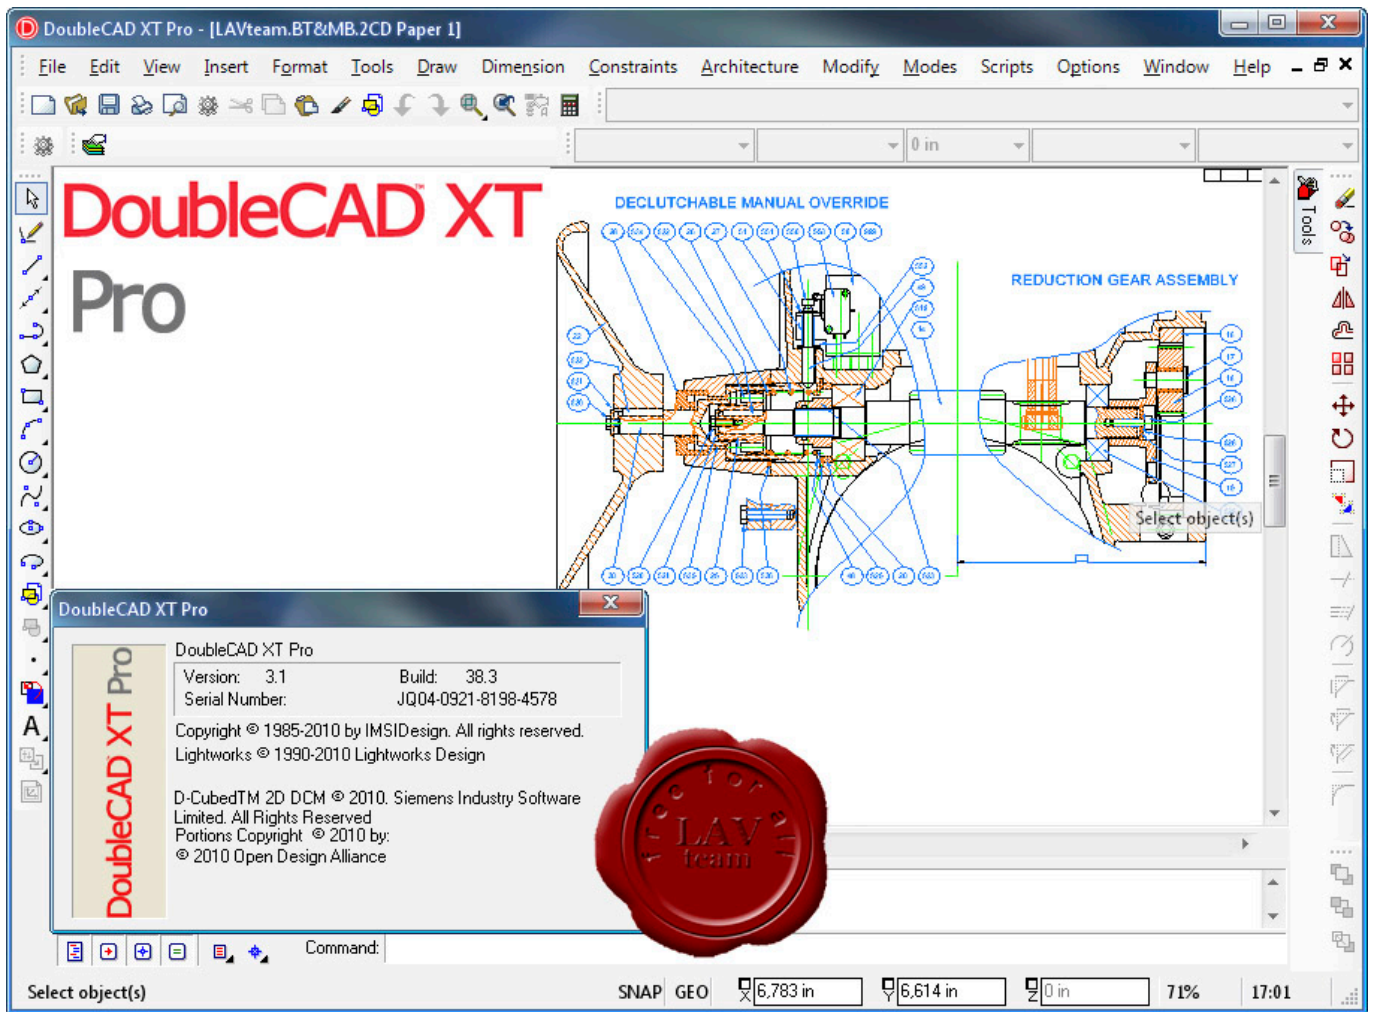 DoubleCAD XT Pro - [LAVteam.BT&MB.2CD Paper 1]
File Edit View Insert Format Tools Draw Dimension Constraints Architecture Modify Modes Scripts Options Window Help
0 in
Tools
DoubleCAD™ XT
Pro
DECLUTCHABLE MANUAL OVERRIDE
REDUCTION GEAR ASSEMBLY
Select object(s)
DoubleCAD XT Pro
DoubleCAD XT Pro
DoubleCAD XT Pro
Version: 3.1 Build: 38.3
Serial Number: JQ04-0921-8198-4578
Copyright © 1985-2010 by IMSIDesign. All rights reserved.
Lightworks © 1990-2010 Lightworks Design
D-CubedTM 2D DCM © 2010. Siemens Industry Software
Limited. All Rights Reserved
Portions Copyright © 2010 by:
© 2010 Open Design Alliance
free for all
LAV
team
Command:
Select object(s) SNAP GEO X 6,783 in Y 6,614 in Z 0 in 71% 17:01